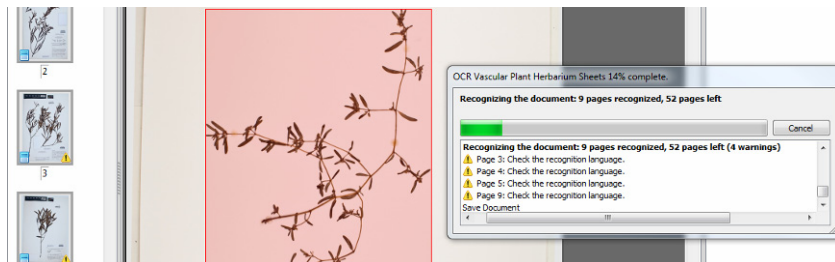 2
3
OCR Vascular Plant Herbarium Sheets 14% complete.
Recognizing the document: 9 pages recognized, 52 pages left
Cancel
Recognizing the document: 9 pages recognized, 52 pages left (4 warnings)
Page 3: Check the recognition language.
Page 4: Check the recognition language.
Page 5: Check the recognition language.
Page 9: Check the recognition language.
Save Document